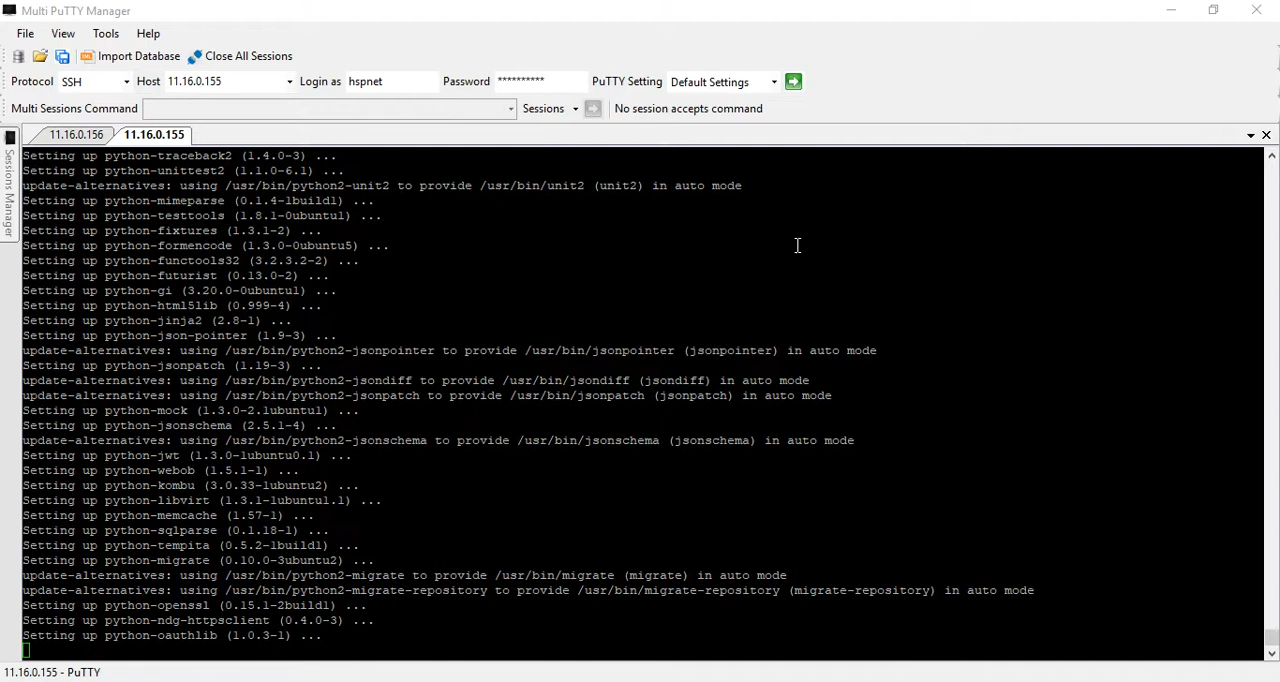 Multi PuTTY Manager
File View Tools Help
Import Database Close All Sessions
Protocol SSH Host 11.16.0.155 Login as hspnet Password ********** PuTTY Setting Default Settings
Multi Sessions Command Sessions No session accepts command
11.16.0.156 11.16.0.155
Sessions Manager
Setting up python-traceback2 (1.4.0-3) ...
Setting up python-unittest2 (1.1.0-6.1) ...
update-alternatives: using /usr/bin/python2-unit2 to provide /usr/bin/unit2 (unit2) in auto mode
Setting up python-mimeparse (0.1.4-1build1) ...
Setting up python-testtools (1.8.1-0ubuntu1) ...
Setting up python-fixtures (1.3.1-2) ...
Setting up python-formencode (1.3.0-0ubuntu5) ...
Setting up python-functools32 (3.2.3.2-2) ...
Setting up python-futurist (0.13.0-2) ...
Setting up python-gi (3.20.0-0ubuntu1) ...
Setting up python-html5lib (0.999-4) ...
Setting up python-jinja2 (2.8-1) ...
Setting up python-json-pointer (1.9-3) ...
update-alternatives: using /usr/bin/python2-jsonpointer to provide /usr/bin/jsonpointer (jsonpointer) in auto mode
Setting up python-jsonpatch (1.19-3) ...
update-alternatives: using /usr/bin/python2-jsondiff to provide /usr/bin/jsondiff (jsondiff) in auto mode
update-alternatives: using /usr/bin/python2-jsonpatch to provide /usr/bin/jsonpatch (jsonpatch) in auto mode
Setting up python-mock (1.3.0-2.1ubuntu1) ...
Setting up python-jsonschema (2.5.1-4) ...
update-alternatives: using /usr/bin/python2-jsonschema to provide /usr/bin/jsonschema (jsonschema) in auto mode
Setting up python-jwt (1.3.0-1ubuntu0.1) ...
Setting up python-webob (1.5.1-1) ...
Setting up python-kombu (3.0.33-1ubuntu2) ...
Setting up python-libvirt (1.3.1-1ubuntu1.1) ...
Setting up python-memcache (1.57-1) ...
Setting up python-sqlparse (0.1.18-1) ...
Setting up python-tempita (0.5.2-1build1) ...
Setting up python-migrate (0.10.0-3ubuntu2) ...
update-alternatives: using /usr/bin/python2-migrate to provide /usr/bin/migrate (migrate) in auto mode
update-alternatives: using /usr/bin/python2-migrate-repository to provide /usr/bin/migrate-repository (migrate-repository) in auto mode
Setting up python-openssl (0.15.1-2build1) ...
Setting up python-ndg-httpsclient (0.4.0-3) ...
Setting up python-oauthlib (1.0.3-1) ...
11.16.0.155 - PuTTY